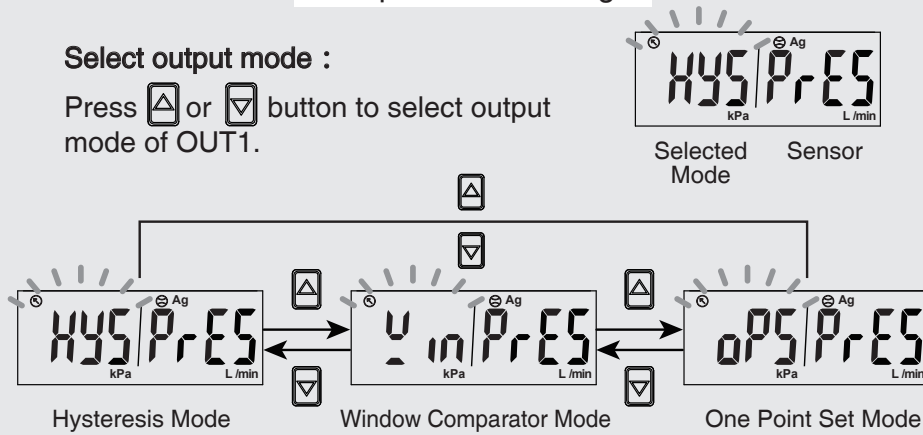 Select output mode :
Press or button to select output
mode of OUT1.
Ag
HYS PrES
kPa L /min
Selected Mode
Sensor
Ag
HYS PrES
kPa L /min
Hysteresis Mode
Ag
Win PrES
kPa L /min
Window Comparator Mode
Ag
oPS PrES
kPa L /min
One Point Set Mode